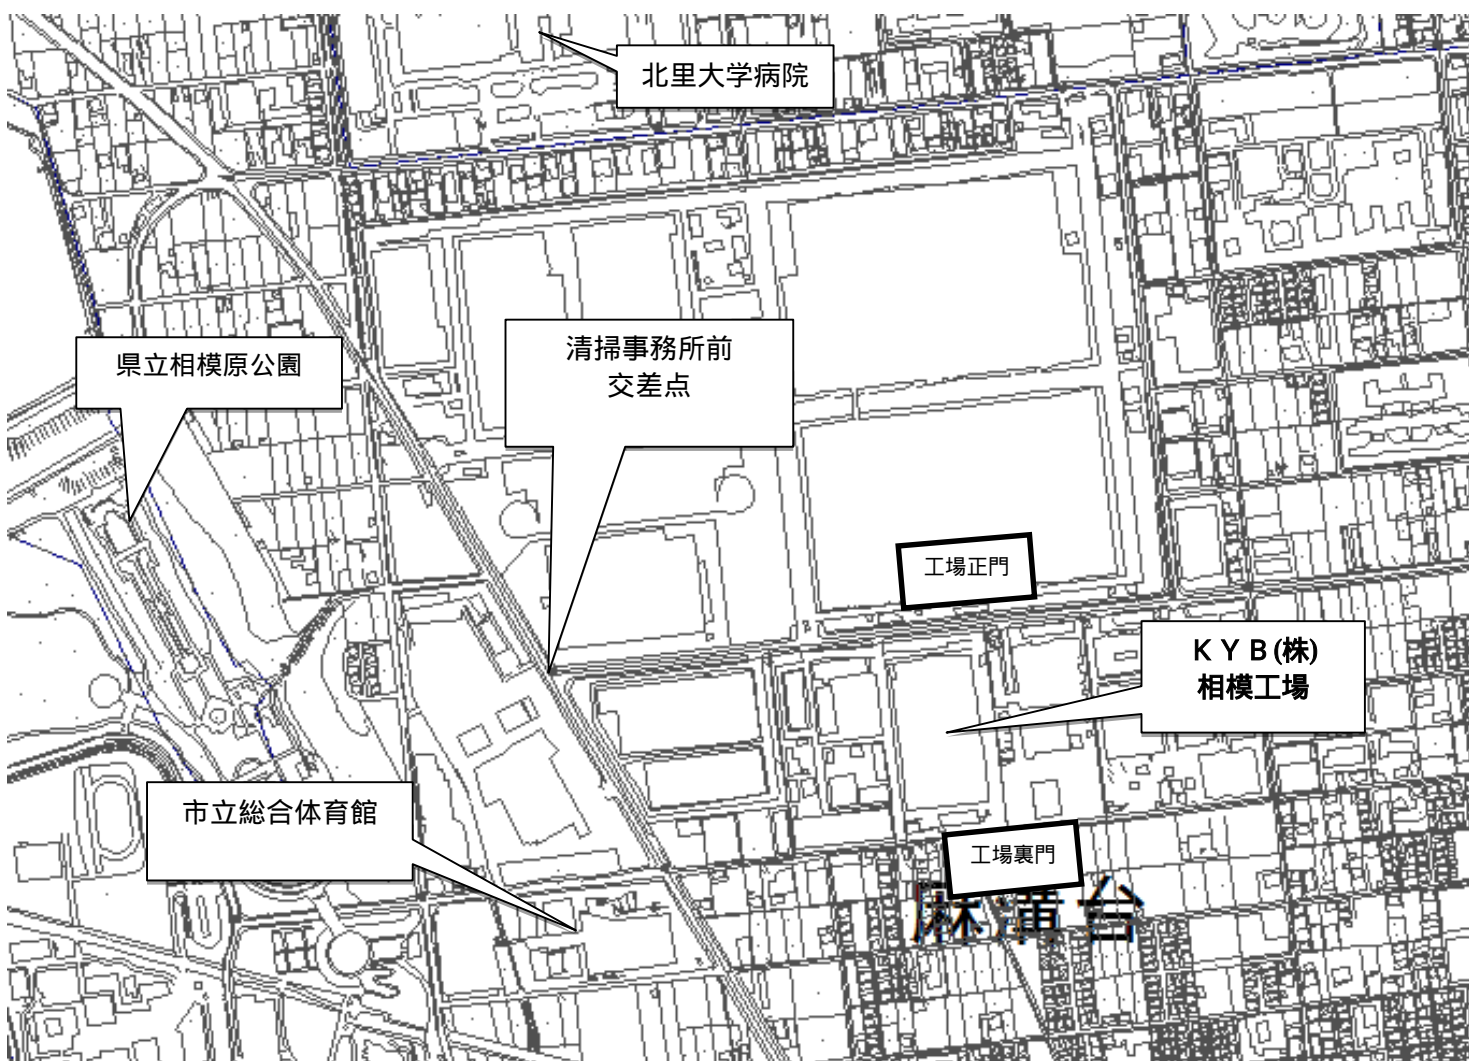 北里大学病院
県立相模原公園
清掃事務所前
交差点
工場正門
KYB(株)
相模工場
市立総合体育館
工場裏門
麻溝台